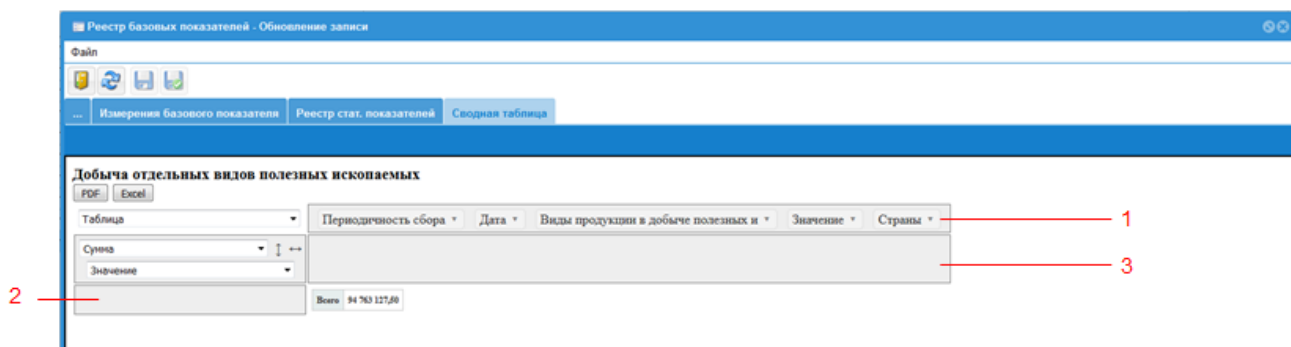 Реестр базовых показателей - Обновление записи
Файл
... Измерения базового показателя Реестр стат. показателей Сводная таблица
Добыча отдельных видов полезных ископаемых
PDF Excel
Таблица Периодичность сбора Дата Виды продукции в добыче полезных и Значение Страны 1
Сумма
Значение 3
2 Всего 94 763 127,60